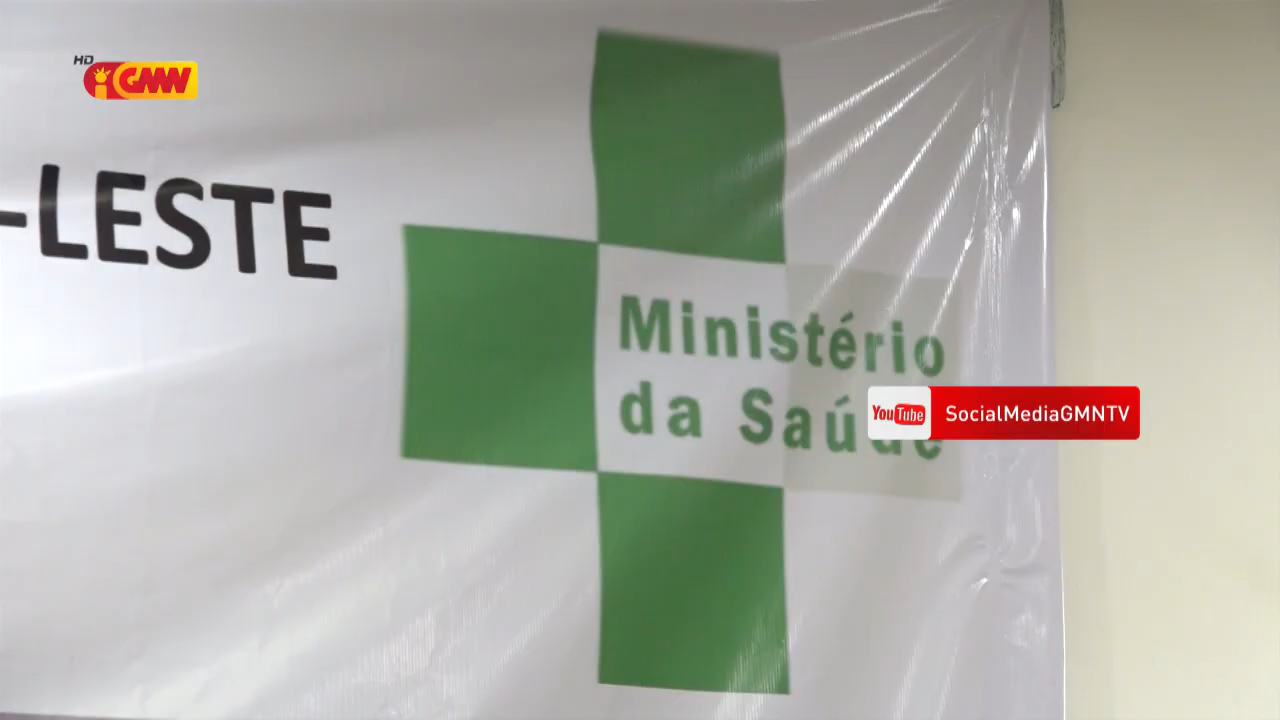 HD
GMN
-LESTE
Ministério
da Saúde
YouTube SocialMediaGMNTV